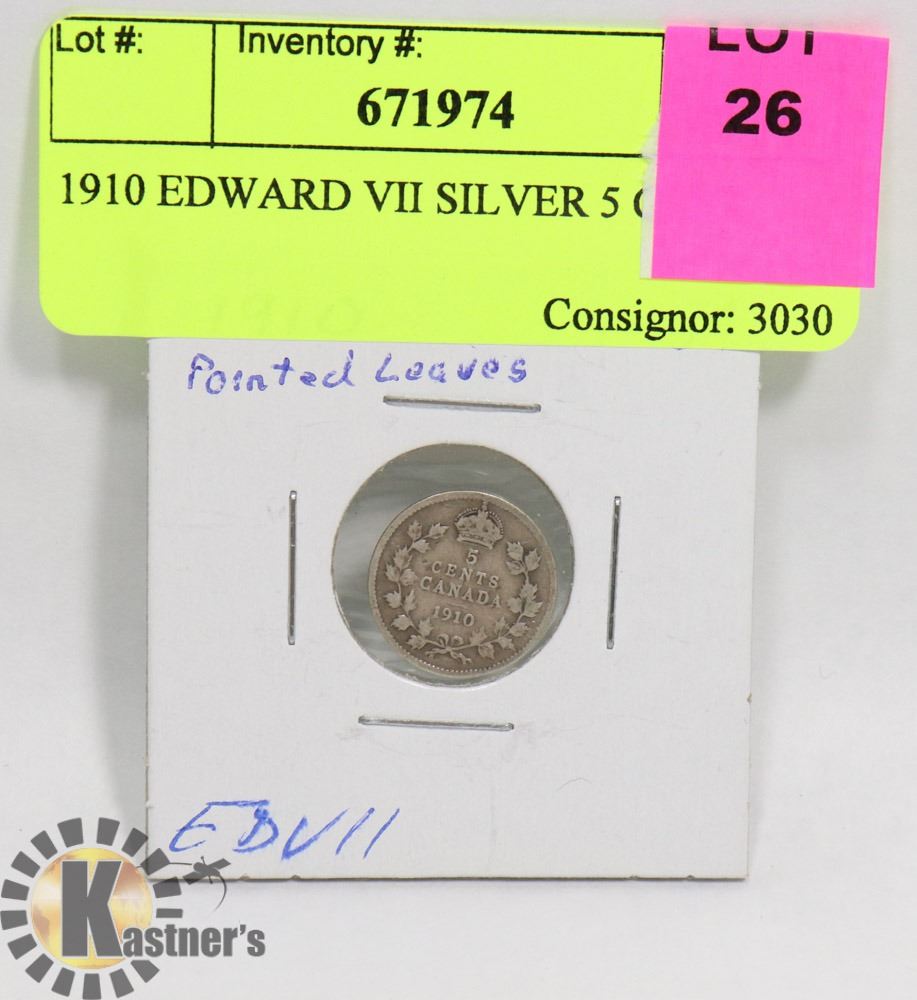 Lot #:
Inventory #:
671974
LOT
26
1910 EDWARD VII SILVER 5
Consignor: 3030
Pointed Leaves
5
CENTS
CANADA
1910
EDVII
Kastner's